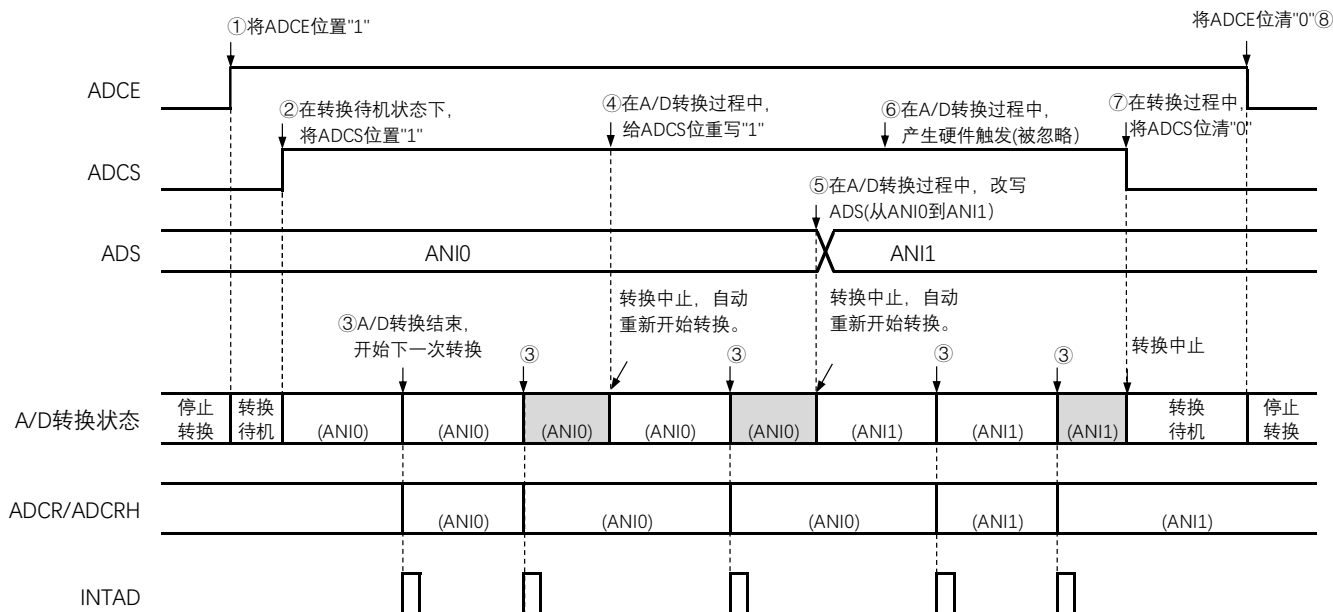 ①将ADCE位置"1"
将ADCE位清"0"⑧
ADCE
②在转换待机状态下，
将ADCS位置"1"
④在A/D转换过程中，
给ADCS位重写"1"
⑥在A/D转换过程中，
产生硬件触发(被忽略）
⑦在转换过程中，
将ADCS位清"0"
ADCS
⑤在A/D转换过程中，改写
ADS(从ANI0到ANI1）
ADS
ANI0
ANI1
③A/D转换结束，
开始下一次转换
③
转换中止，自动
重新开始转换。
③
转换中止，自动
重新开始转换。
③
③
转换中止
A/D转换状态
停止
转换
转换
待机
(ANI0)
(ANI0)
(ANI0)
(ANI0)
(ANI0)
(ANI1)
(ANI1)
(ANI1)
转换
待机
停止
转换
ADCR/ADCRH
(ANI0)
(ANI0)
(ANI0)
(ANI1)
(ANI1)
INTAD